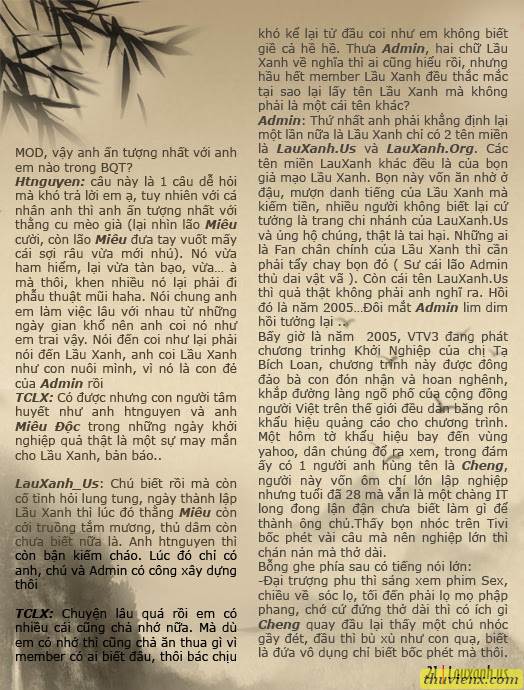 MOD, vậy anh ấn tượng nhất với anh
em nào trong BQT?
Htnguyen: câu này là 1 câu dễ hỏi
mà khó trả lời em ạ, tuy nhiên với cá
nhân anh thì anh ấn tượng nhất với
thằng cu mèo già (lại nhìn lão Miêu
cười, còn lão Miêu đưa tay vuốt mấy
cái sợi râu vừa mới nhú). Nó vừa
ham hiểm, lại vừa tàn bạo, vừa… à
mà thôi, khen nhiều nó lại phải đi
phẫu thuật mũi haha. Nói chung anh
em làm việc lâu với nhau từ những
ngày gian khổ nên anh coi nó như
em trai vậy. Nói đến coi như lại phải
nói đến Lầu Xanh, anh coi Lầu Xanh
như con nuôi mình, vì nó là con đẻ
của Admin rồi
TCLX: Có được những con người tâm
huyết như anh htnguyen và anh
Miêu Độc trong những ngày khởi
nghiệp quả thật là một sự may mắn
cho Lầu Xanh, bản báo..
LauXanh_Us: Chú biết rồi mà còn
cố tình hỏi lung tung, ngày thành lập
Lầu Xanh thì lúc đó thằng Miêu còn
cởi truồng tắm mương, thủ dâm còn
chưa biết nữa là. Anh htnguyen thì
còn bận kiếm cháo. Lúc đó chỉ có
anh, chú và Admin có công xây dựng
thôi
TCLX: Chuyện lâu quá rồi em có
nhiều cái cũng chả nhớ nữa. Mà dù
em có nhớ thì cũng chả ăn thua gì vì
member có ai biết đâu, thôi bác chịu
khó kể lại từ đầu coi như em không biết
giề cả hề hề. Thưa Admin, hai chữ Lầu
Xanh về nghĩa thì ai cũng hiểu rồi, nhưng
hầu hết member Lầu Xanh đều thắc mắc
tại sao lại lấy tên Lầu Xanh mà không
phải là một cái tên khác?
Admin: Thứ nhất anh phải khẳng định lại
một lần nữa là Lầu Xanh chỉ có 2 tên miền
là LauXanh.Us và LauXanh.Org. Các
tên miền LauXanh khác đều là của bọn
giả mạo Lầu Xanh. Bọn này vốn ăn nhờ ở
đậu, mượn danh tiếng của Lầu Xanh mà
kiếm tiền, nhiều người không biết lại cứ
tưởng là trang chi nhánh của LauXan.Us
và ủng hộ chúng, thật là tai hại. Những ai
là Fan chân chính của Lầu Xanh thì cần
phải tẩy chay bọn đó ( Sư cái lão Admin
thù dai vật vã ). Còn cái tên LauXan.Us
thì quả thật không phải anh nghĩ ra. Hồi
đó là năm 2005…Đôi mắt Admin lim dim
hồi tưởng lại ..
Bấy giờ là năm 2005, VTV3 đang phát
chương trinhg Khởi Nghiệp của chị Tạ
Bích Loan, chương trình này được đông
đảo bà con đón nhận và hoan nghênh,
khắp đường làng ngõ phố của cộng đồng
người Việt trên thế giới đều dán băng rôn
khẩu hiệu quảng cáo cho chương trình.
Một hôm tờ khẩu hiệu bay đến vùng
yahoo, dân chúng đổ ra xem, trong đám
ấy có 1 người anh hùng tên là Cheng,
người này vốn ôm chí lớn lập nghiệp
nhưng tuổi đã 28 mà vẫn là một chàng IT
long đong lận đận chưa biết làm gì để
thành ông chủ.Thấy bọn nhóc trên Tivi
bốc phét vài câu mà nên nghiệp lớn thì
chán nản mà thở dài.
Bỗng ghe phía sau có tiếng nói lớn:
-Đại trượng phu thì sáng xem phim Sex,
chiều về sóc lọ, tối đến phải lọ mọ phập
phang, chớ cứ đứng thở dài thì có ích gì
Cheng quay đầu lại thấy một chú nhóc
gầy đét, đầu thì bù xù như con quạ, biết
là đứa vô dụng chỉ biết bốc phét mà thôi.
21 | Lauxanh.us
thuvienx.com